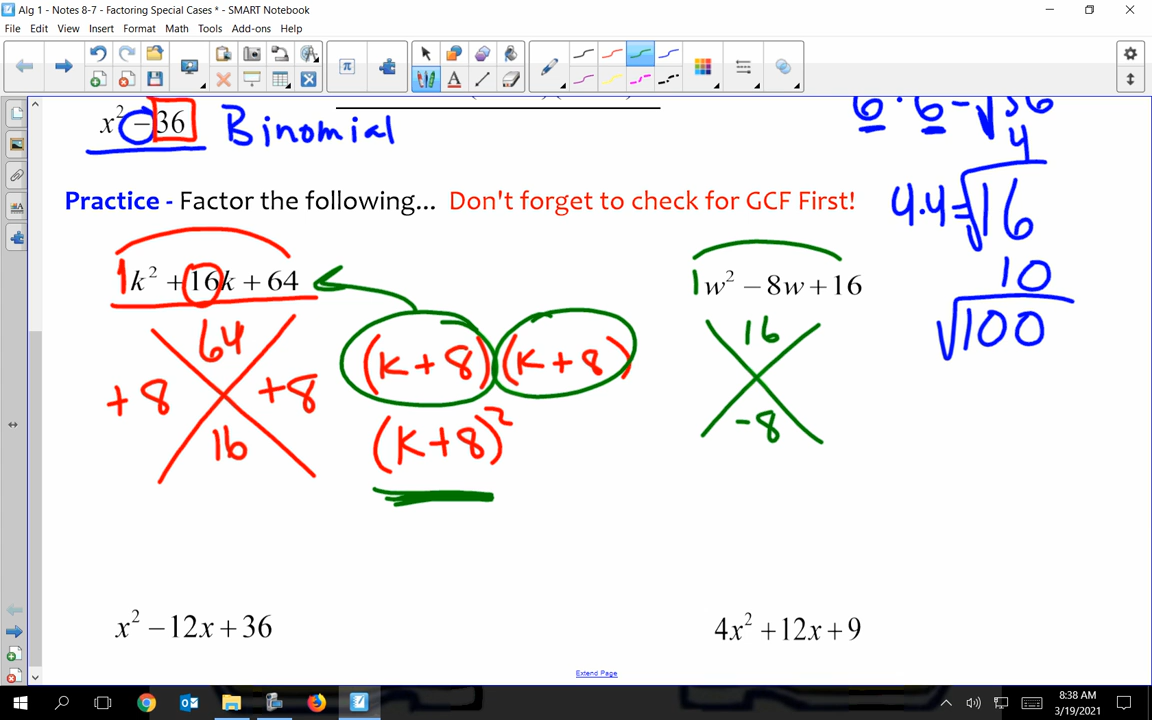 Alg 1 - Notes 8-7 - Factoring Special Cases * - SMART Notebook
File Edit View Insert Format Math Tools Add-ons Help
x² − 36 Binomial
6 · 6 = √36
4
4.4 = √16
10
√100
Practice - Factor the following... Don't forget to check for GCF First!
1k² + 16k + 64
64
+8 +8
16
(k + 8) (k + 8)
(k + 8)²
1w² − 8w + 16
16
-8
x² − 12x + 36
4x² + 12x + 9
Extend Page
8:38 AM
3/19/2021